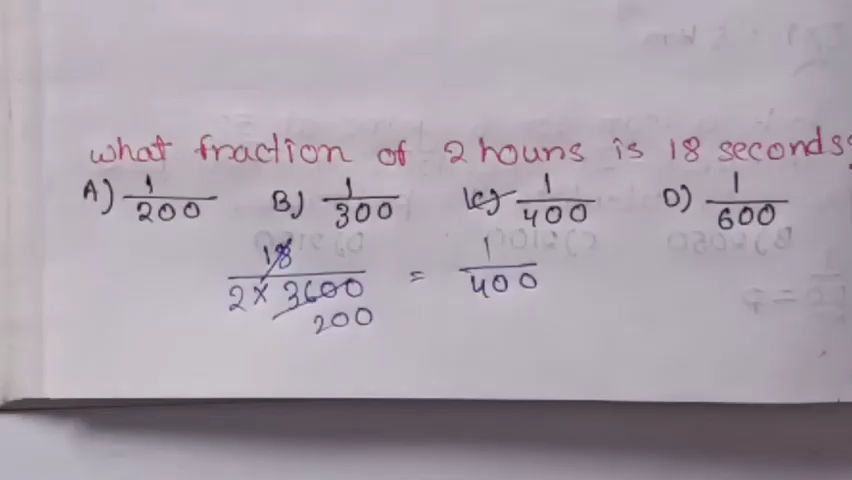 what fraction of 2 hours is 18 seconds
A) 1/200 B) 1/300 C) 1/400 D) 1/600
18/2×3600 = 1/400
200